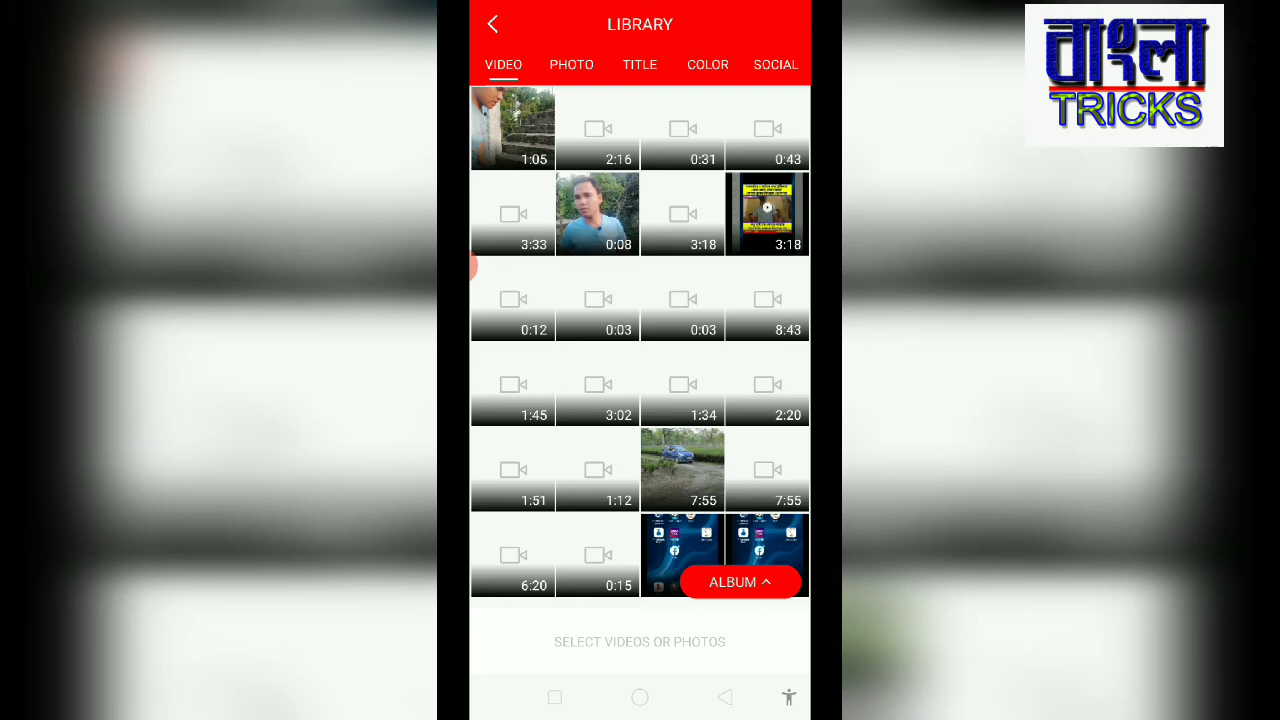 LIBRARY
VIDEO PHOTO TITLE COLOR SOCIAL
বাংলা
TRICKS
1:05 2:16 0:31 0:43
3:33 0:08 3:18 3:18
0:12 0:03 0:03 8:43
1:45 3:02 1:34 2:20
1:51 1:12 7:55 7:55
6:20 0:15
ALBUM
SELECT VIDEOS OR PHOTOS